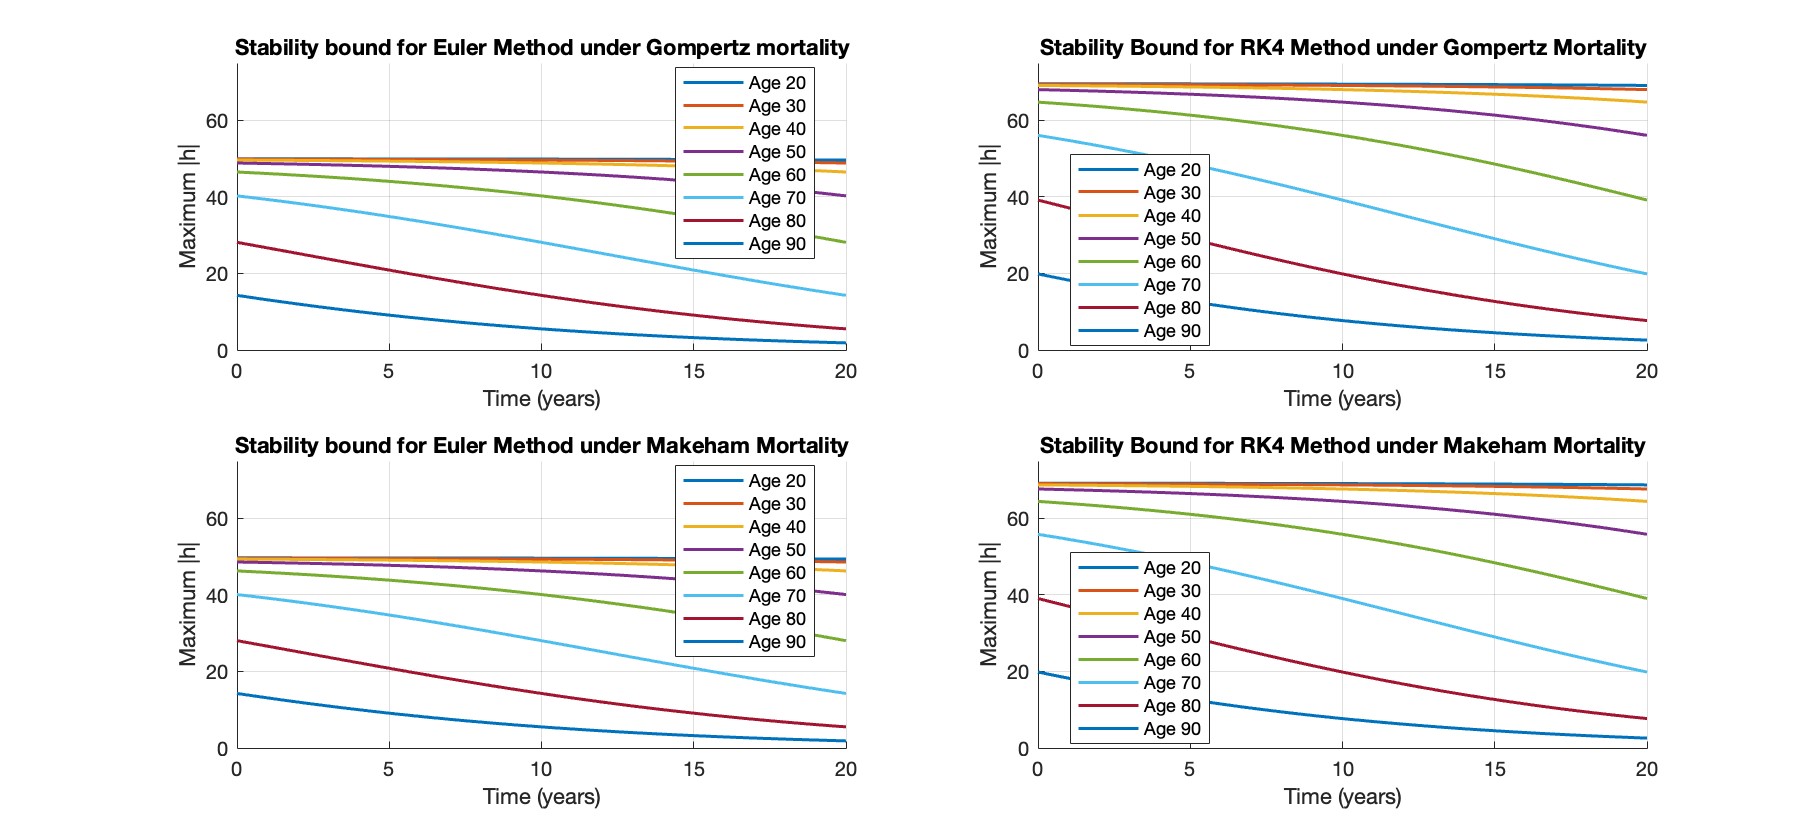 Stability bound for Euler Method under Gompertz mortality
Maximum |h|
60
40
20
0
0 5 10 15 20
Time (years)
Age 20
Age 30
Age 40
Age 50
Age 60
Age 70
Age 80
Age 90
Stability Bound for RK4 Method under Gompertz Mortality
Maximum |h|
60
40
20
0
0 5 10 15 20
Time (years)
Age 20
Age 30
Age 40
Age 50
Age 60
Age 70
Age 80
Age 90
Stability bound for Euler Method under Makeham Mortality
Maximum |h|
60
40
20
0
0 5 10 15 20
Time (years)
Age 20
Age 30
Age 40
Age 50
Age 60
Age 70
Age 80
Age 90
Stability Bound for RK4 Method under Makeham Mortality
Maximum |h|
60
40
20
0
0 5 10 15 20
Time (years)
Age 20
Age 30
Age 40
Age 50
Age 60
Age 70
Age 80
Age 90